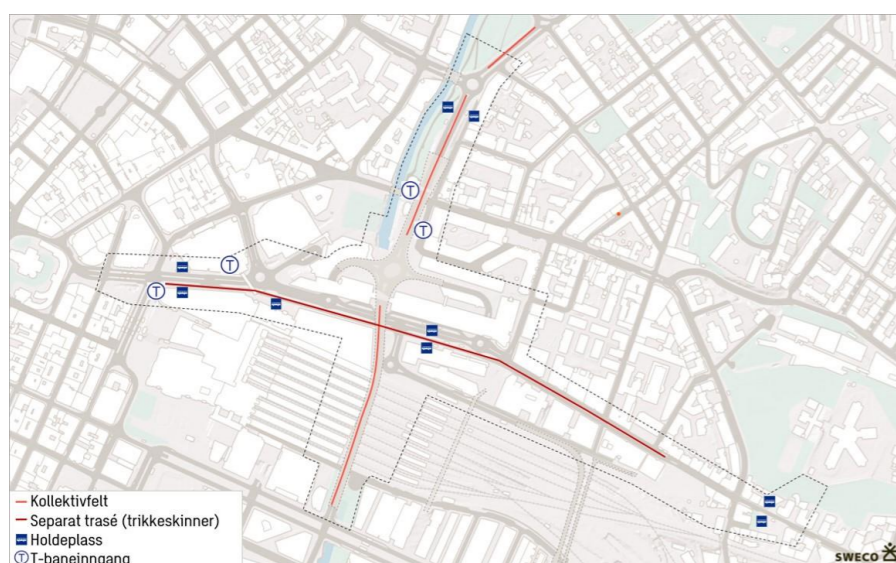 Kollektivfelt
Separat trasé (trikkeskinner)
Holdeplass
T T-baneinngang
T
T
T
T
SWECO